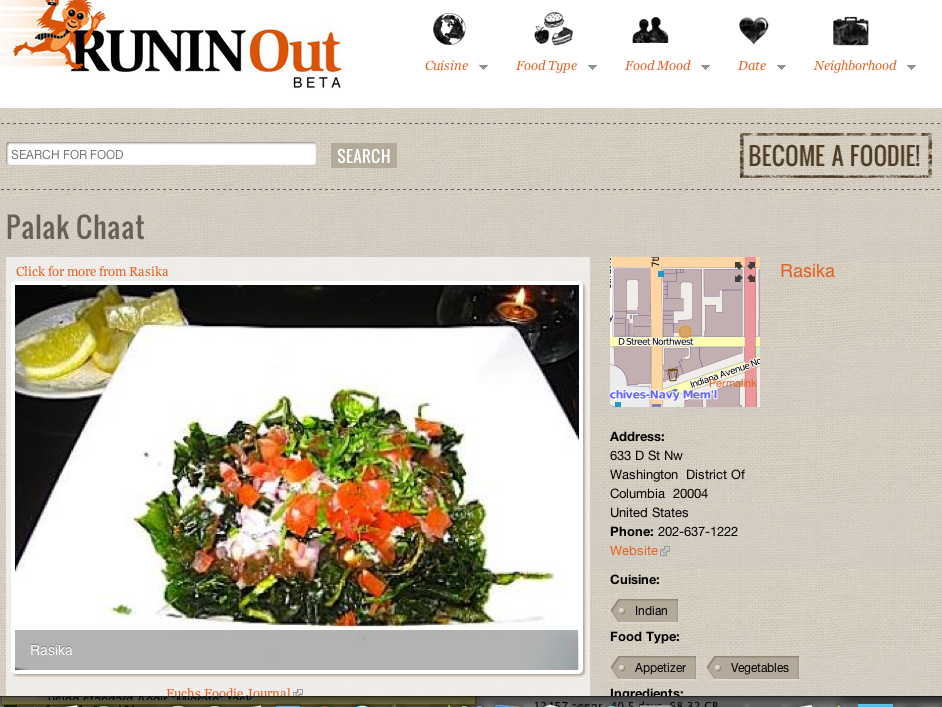 RUNINOut
BETA
Cuisine
Food Type
Food Mood
Date
Neighborhood
SEARCH FOR FOOD
SEARCH
BECOME A FOODIE!
Palak Chaat
Click for more from Rasika
Rasika
D Street Northwest
Indiana Avenue No
Permalink
chives-Navy Mem'l
Rasika
Address:
633 D St Nw
Washington District Of
Columbia 20004
United States
Phone: 202-637-1222
Website
Cuisine:
Indian
Food Type:
Appetizer
Vegetables
Ingredients:
Fuchs Foodie Journal